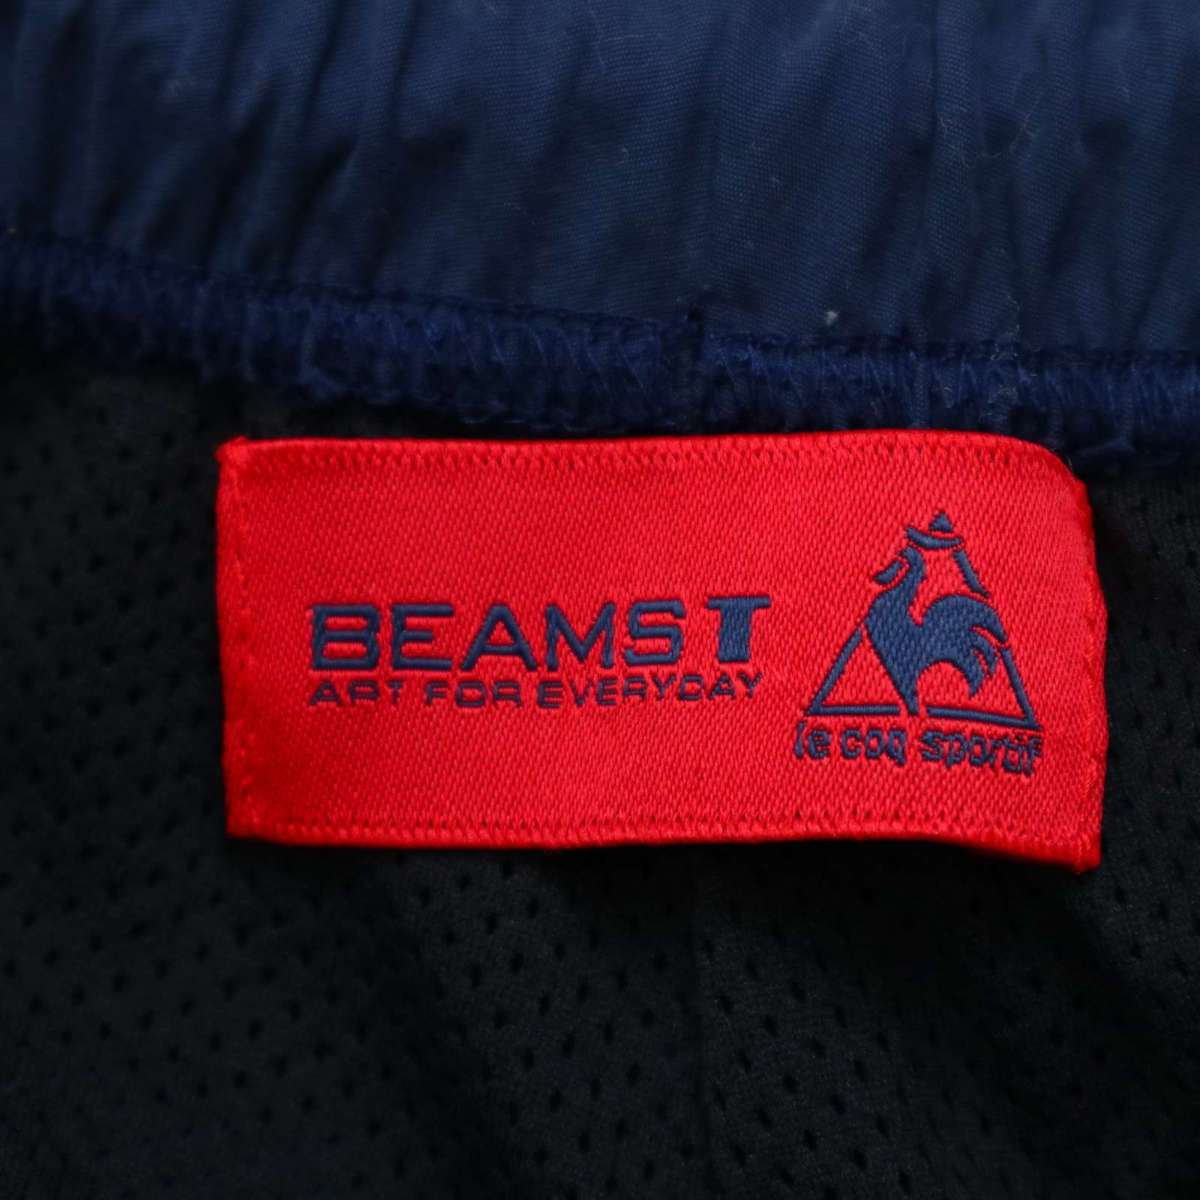 BEAMS T
ART FOR EVERYDAY
le coq sportif